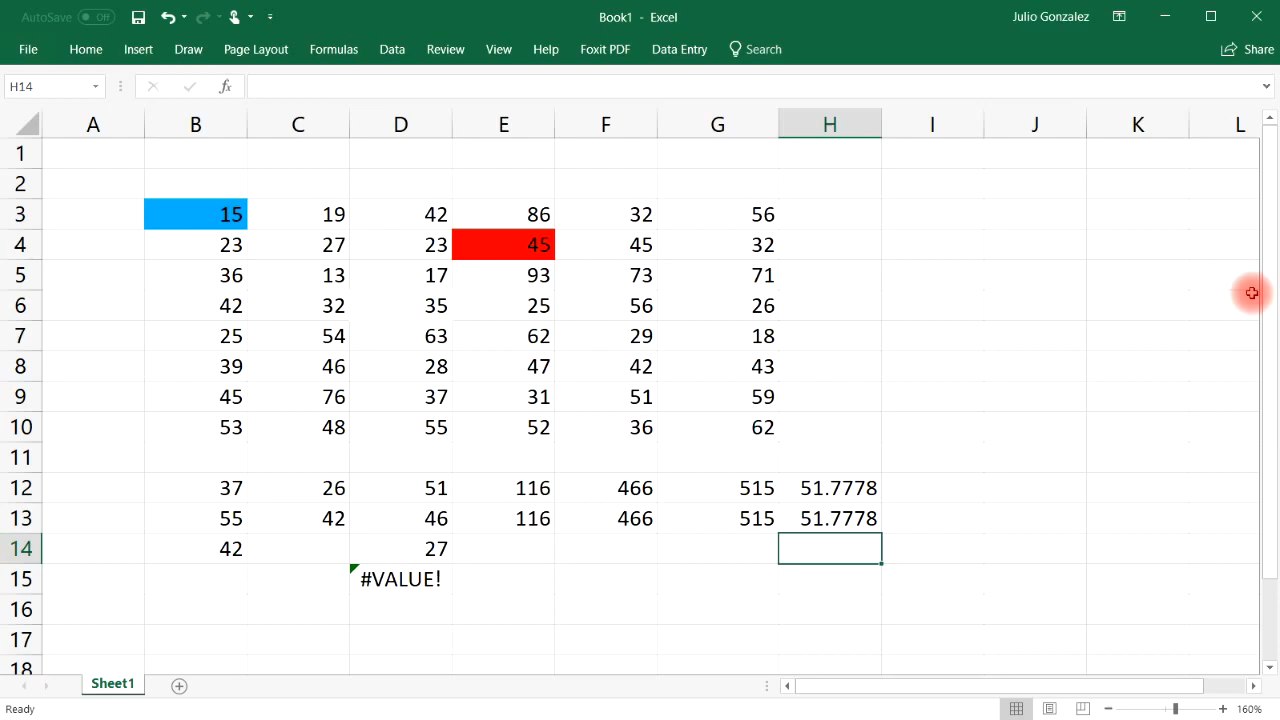 AutoSave Off Book1 - Excel Julio Gonzalez
File Home Insert Draw Page Layout Formulas Data Review View Help Foxit PDF Data Entry Search Share
H14 fx
A B C D E F G H I J K L
1
2
3 15 19 42 86 32 56
4 23 27 23 45 45 32
5 36 13 17 93 73 71
6 42 32 35 25 56 26
7 25 54 63 62 29 18
8 39 46 28 47 42 43
9 45 76 37 31 51 59
10 53 48 55 52 36 62
11
12 37 26 51 116 466 515 51.7778
13 55 42 46 116 466 515 51.7778
14 42 27
15 #VALUE!
16
17
18
Sheet1
Ready 160%